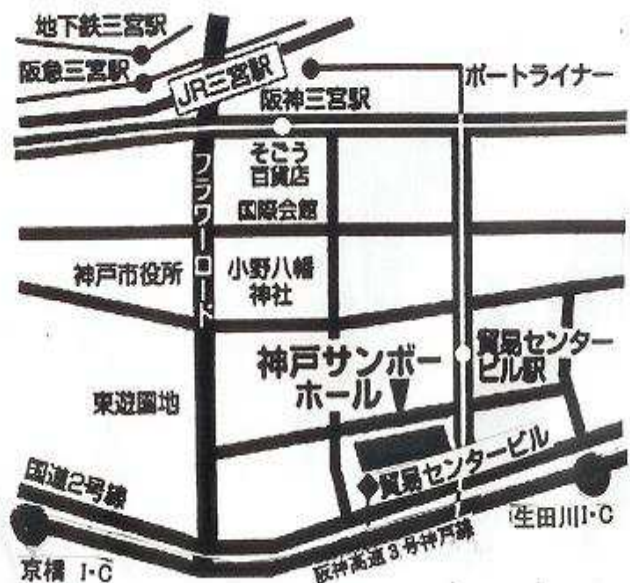 地下鉄三宮駅
阪急三宮駅
JR三宮駅
ポートライナー
阪神三宮駅
そごう
百貨店
国際会館
フラワーロード
神戸市役所
小野八幡
神社
神戸サンボー
ホール
貿易センター
ビル駅
東遊園地
貿易センタービル
国道2号線
生田川I・C
阪神高速3号神戸線
京橋 I・C